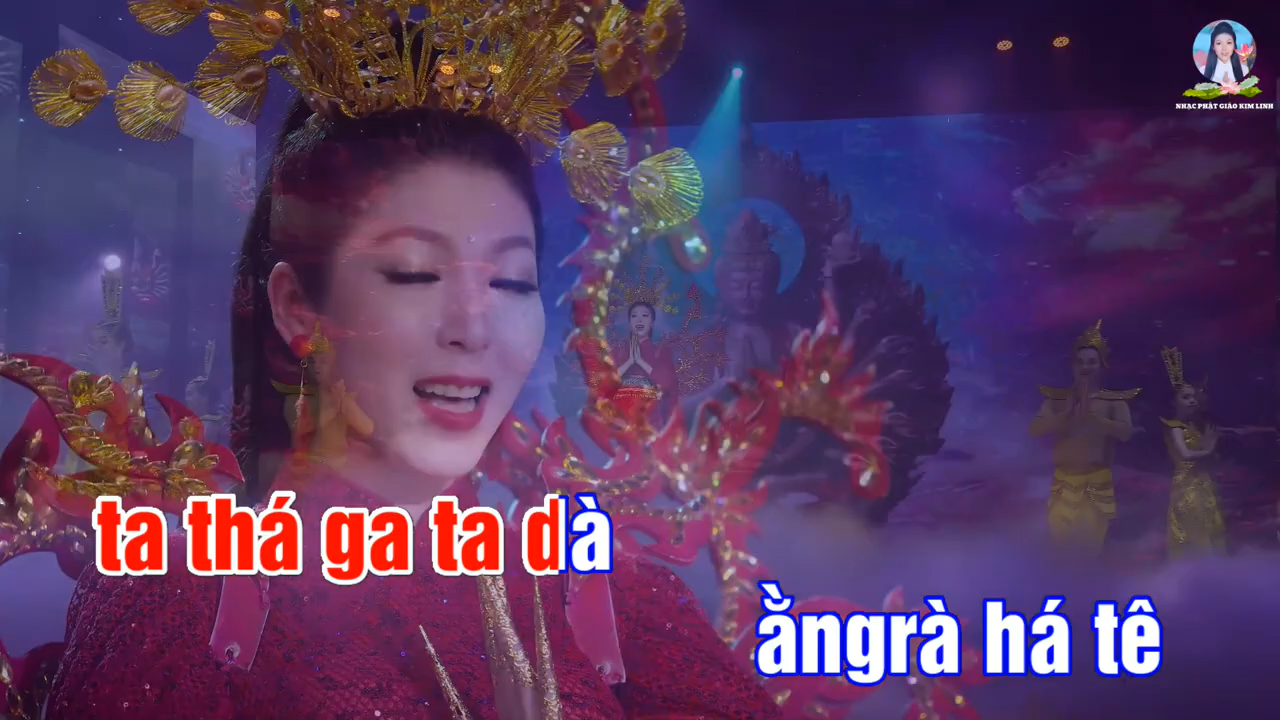 NHẠC PHẬT GIÁO KIM LINH
ta thá ga ta dà
ằngrà há tê